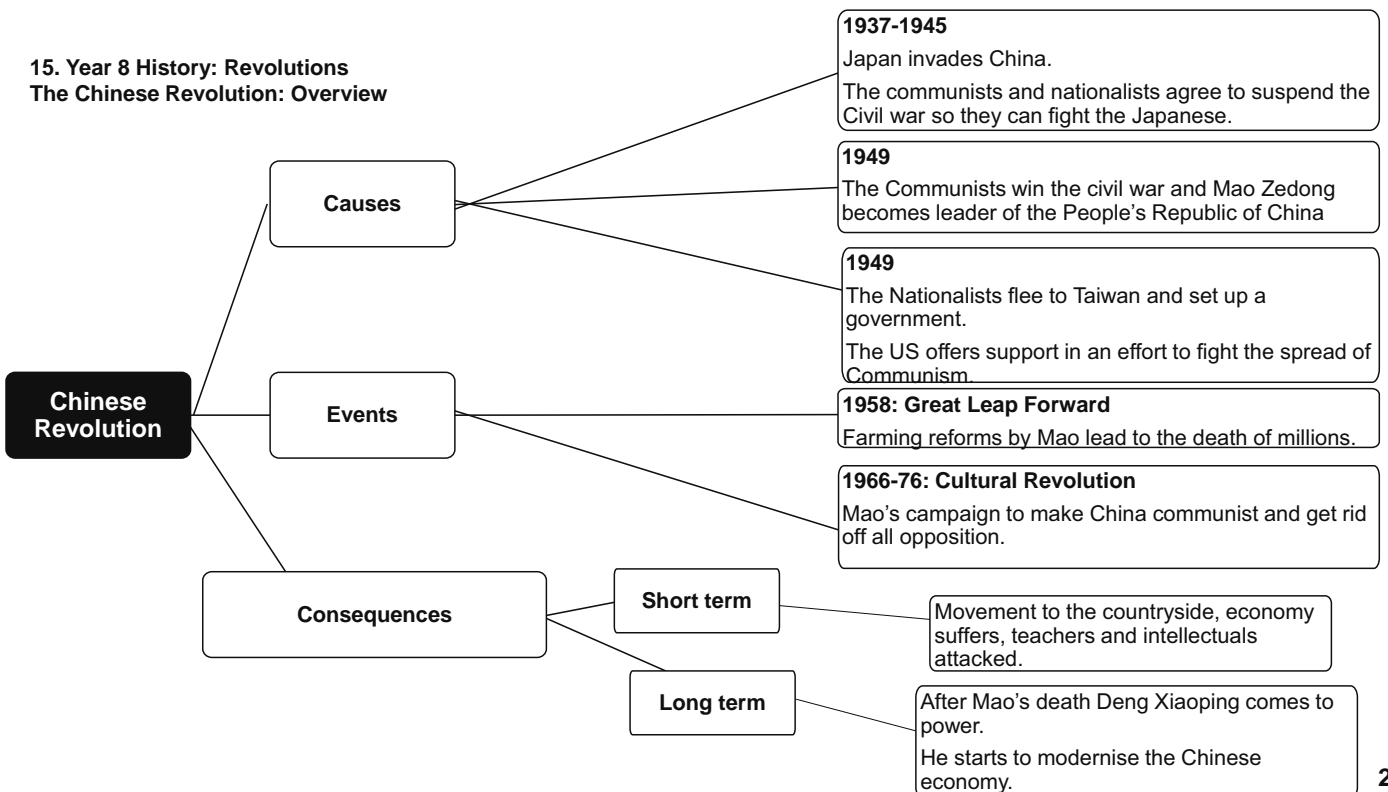 15. Year 8 History: Revolutions
The Chinese Revolution: Overview
Chinese
Revolution
Causes
1937-1945
Japan invades China.
The communists and nationalists agree to suspend the
Civil war so they can fight the Japanese.
1949
The Communists win the civil war and Mao Zedong
becomes leader of the People’s Republic of China
1949
The Nationalists flee to Taiwan and set up a
government.
The US offers support in an effort to fight the spread of
Communism.
Events
1958: Great Leap Forward
Farming reforms by Mao lead to the death of millions.
1966-76: Cultural Revolution
Mao’s campaign to make China communist and get rid
off all opposition.
Consequences
Short term
Movement to the countryside, economy
suffers, teachers and intellectuals
attacked.
Long term
After Mao’s death Deng Xiaoping comes to
power.
He starts to modernise the Chinese
economy.
2